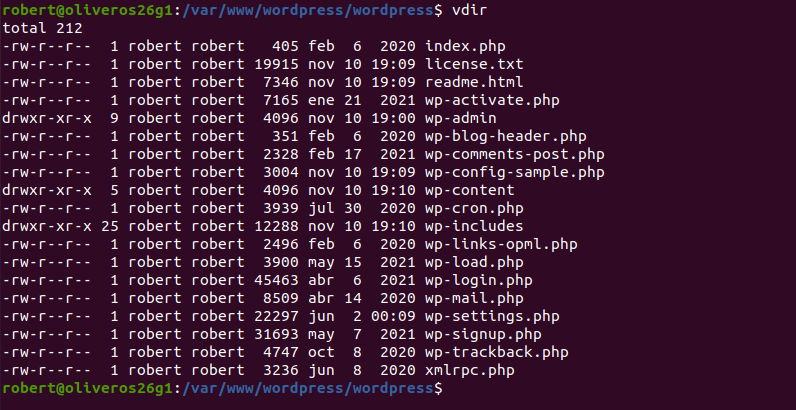 robert@oliveros26g1:/var/www/wordpress/wordpress$ vdir
total 212
-rw-r--r--  1 robert robert   405 feb  6  2020 index.php
-rw-r--r--  1 robert robert 19915 nov 10 19:09 license.txt
-rw-r--r--  1 robert robert  7346 nov 10 19:09 readme.html
-rw-r--r--  1 robert robert  7165 ene 21  2021 wp-activate.php
drwxr-xr-x  9 robert robert  4096 nov 10 19:00 wp-admin
-rw-r--r--  1 robert robert   351 feb  6  2020 wp-blog-header.php
-rw-r--r--  1 robert robert  2328 feb 17  2021 wp-comments-post.php
-rw-r--r--  1 robert robert  3004 nov 10 19:09 wp-config-sample.php
drwxr-xr-x  5 robert robert  4096 nov 10 19:10 wp-content
-rw-r--r--  1 robert robert  3939 jul 30  2020 wp-cron.php
drwxr-xr-x 25 robert robert 12288 nov 10 19:10 wp-includes
-rw-r--r--  1 robert robert  2496 feb  6  2020 wp-links-opml.php
-rw-r--r--  1 robert robert  3900 may 15  2021 wp-load.php
-rw-r--r--  1 robert robert 45463 abr  6  2021 wp-login.php
-rw-r--r--  1 robert robert  8509 abr 14  2020 wp-mail.php
-rw-r--r--  1 robert robert 22297 jun  2 00:09 wp-settings.php
-rw-r--r--  1 robert robert 31693 may  7  2021 wp-signup.php
-rw-r--r--  1 robert robert  4747 oct  8  2020 wp-trackback.php
-rw-r--r--  1 robert robert  3236 jun  8  2020 xmlrpc.php
robert@oliveros26g1:/var/www/wordpress/wordpress$